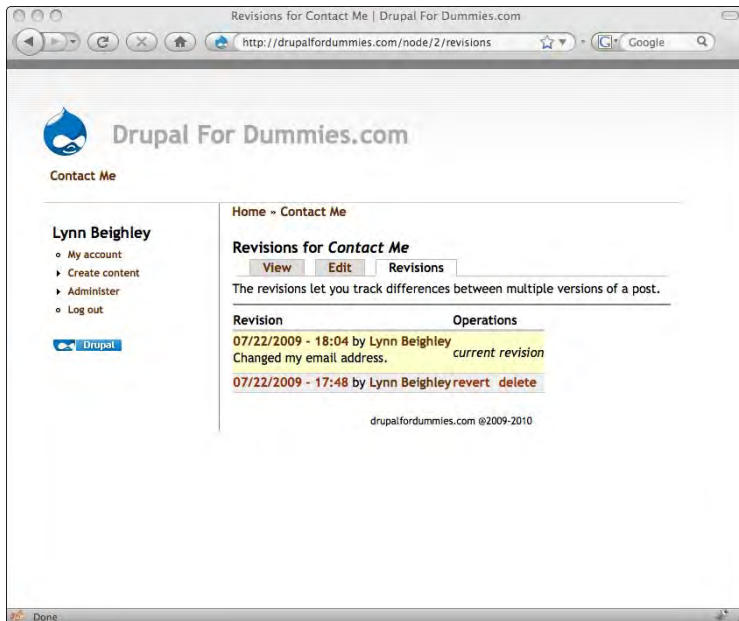 Revisions for Contact Me | Drupal For Dummies.com
http://drupalfordummies.com/node/2/revisions
Google
Drupal For Dummies.com
Contact Me
Lynn Beighley
My account
Create content
Administer
Log out
Drupal
Home » Contact Me
Revisions for Contact Me
View Edit Revisions
The revisions let you track differences between multiple versions of a post.
Revision Operations
07/22/2009 - 18:04 by Lynn Beighley
Changed my email address.
current revision
07/22/2009 - 17:48 by Lynn Beighley revert delete
drupalfordummies.com @2009-2010
Done